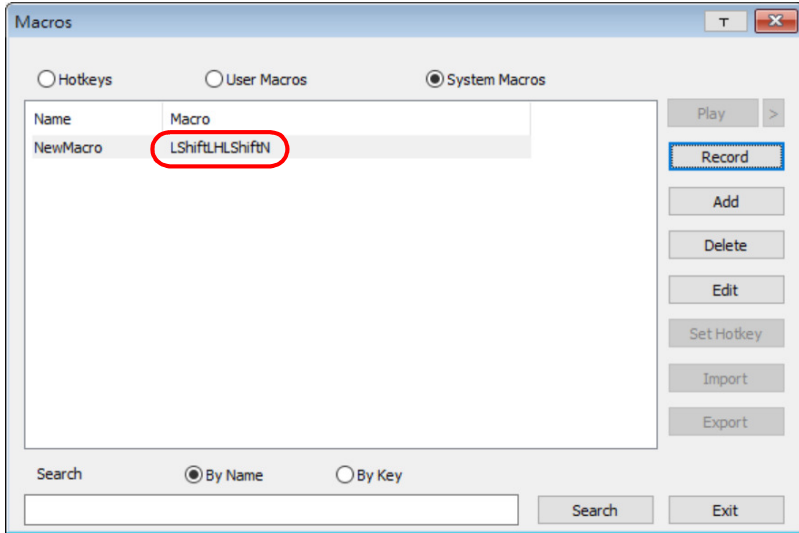 Macros
Hotkeys User Macros System Macros
Name Macro
NewMacro LShiftLHLShiftN
Play >
Record
Add
Delete
Edit
Set Hotkey
Import
Export
Search By Name By Key
Search Exit